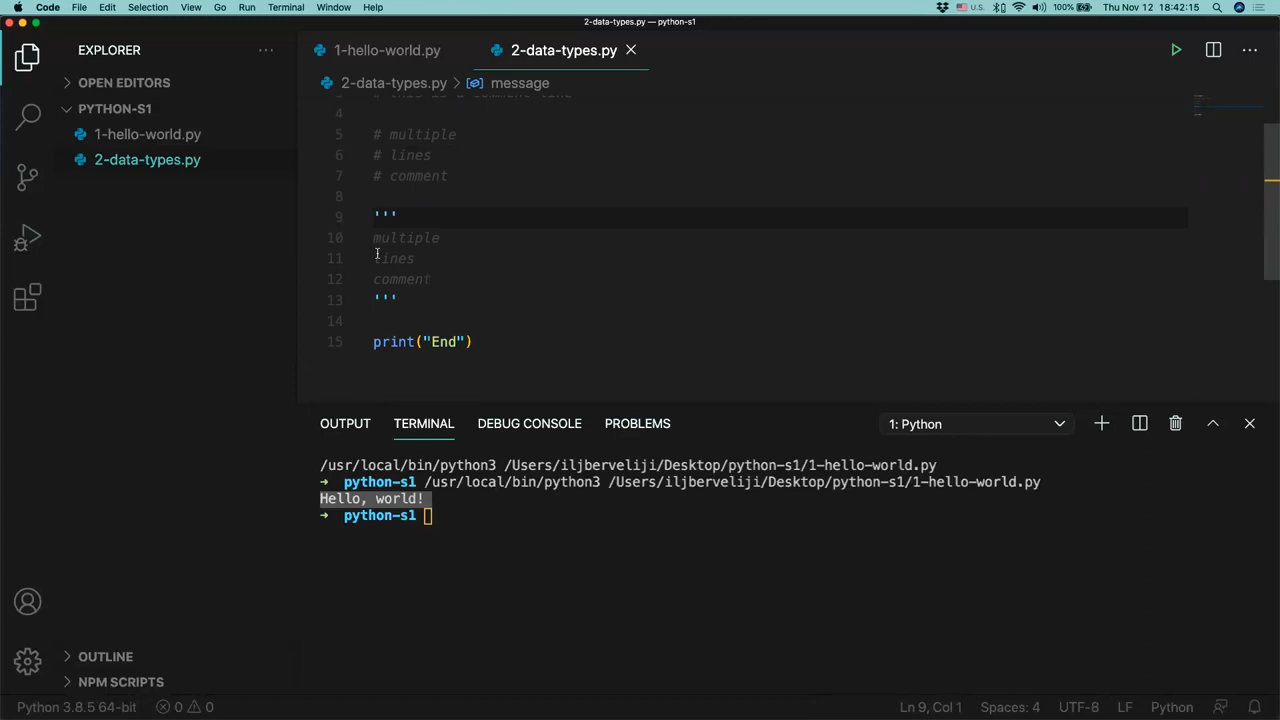 Code File Edit Selection View Go Run Terminal Window Help U.S. 100% Thu Nov 12 18:42:15
2-data-types.py — python-s1
EXPLORER
OPEN EDITORS
PYTHON-S1
1-hello-world.py
2-data-types.py
OUTLINE
NPM SCRIPTS
1-hello-world.py 2-data-types.py
2-data-types.py > message
3 # this is a comment line
4
5 # multiple
6 # lines
7 # comment
8
9 '''
10 multiple
11 lines
12 comment
13 '''
14
15 print("End")
OUTPUT TERMINAL DEBUG CONSOLE PROBLEMS 1: Python
/usr/local/bin/python3 /Users/iljberveliji/Desktop/python-s1/1-hello-world.py
→ python-s1 /usr/local/bin/python3 /Users/iljberveliji/Desktop/python-s1/1-hello-world.py
Hello, world!
→ python-s1
Python 3.8.5 64-bit 0 0 Ln 9, Col 1 Spaces: 4 UTF-8 LF Python